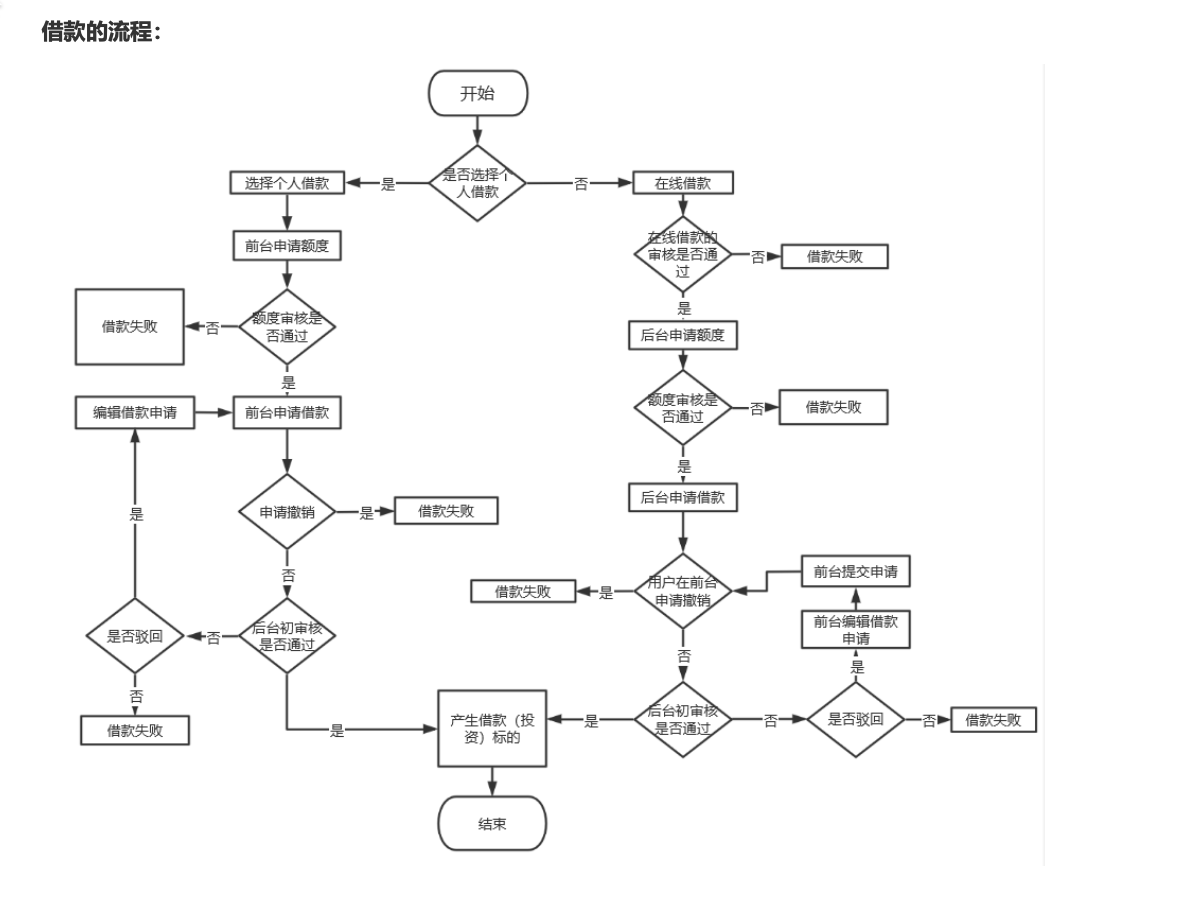 借款的流程：
开始
是否选择个
人借款
是
否
选择个人借款
在线借款
前台申请额度
在线借款的
审核是否通
过
否
借款失败
额度审核是
否通过
否
借款失败
是
是
后台申请额度
编辑借款申请
前台申请借款
额度审核是
否通过
否
借款失败
是
后台申请借款
申请撤销
是
借款失败
是
否
用户在前台
申请撤销
是
借款失败
前台提交申请
前台编辑借款
申请
后台初审核
是否通过
否
是否驳回
否
借款失败
是
否
是
后台初审核
是否通过
是
产生借款（投
资）标的
否
是否驳回
否
借款失败
结束